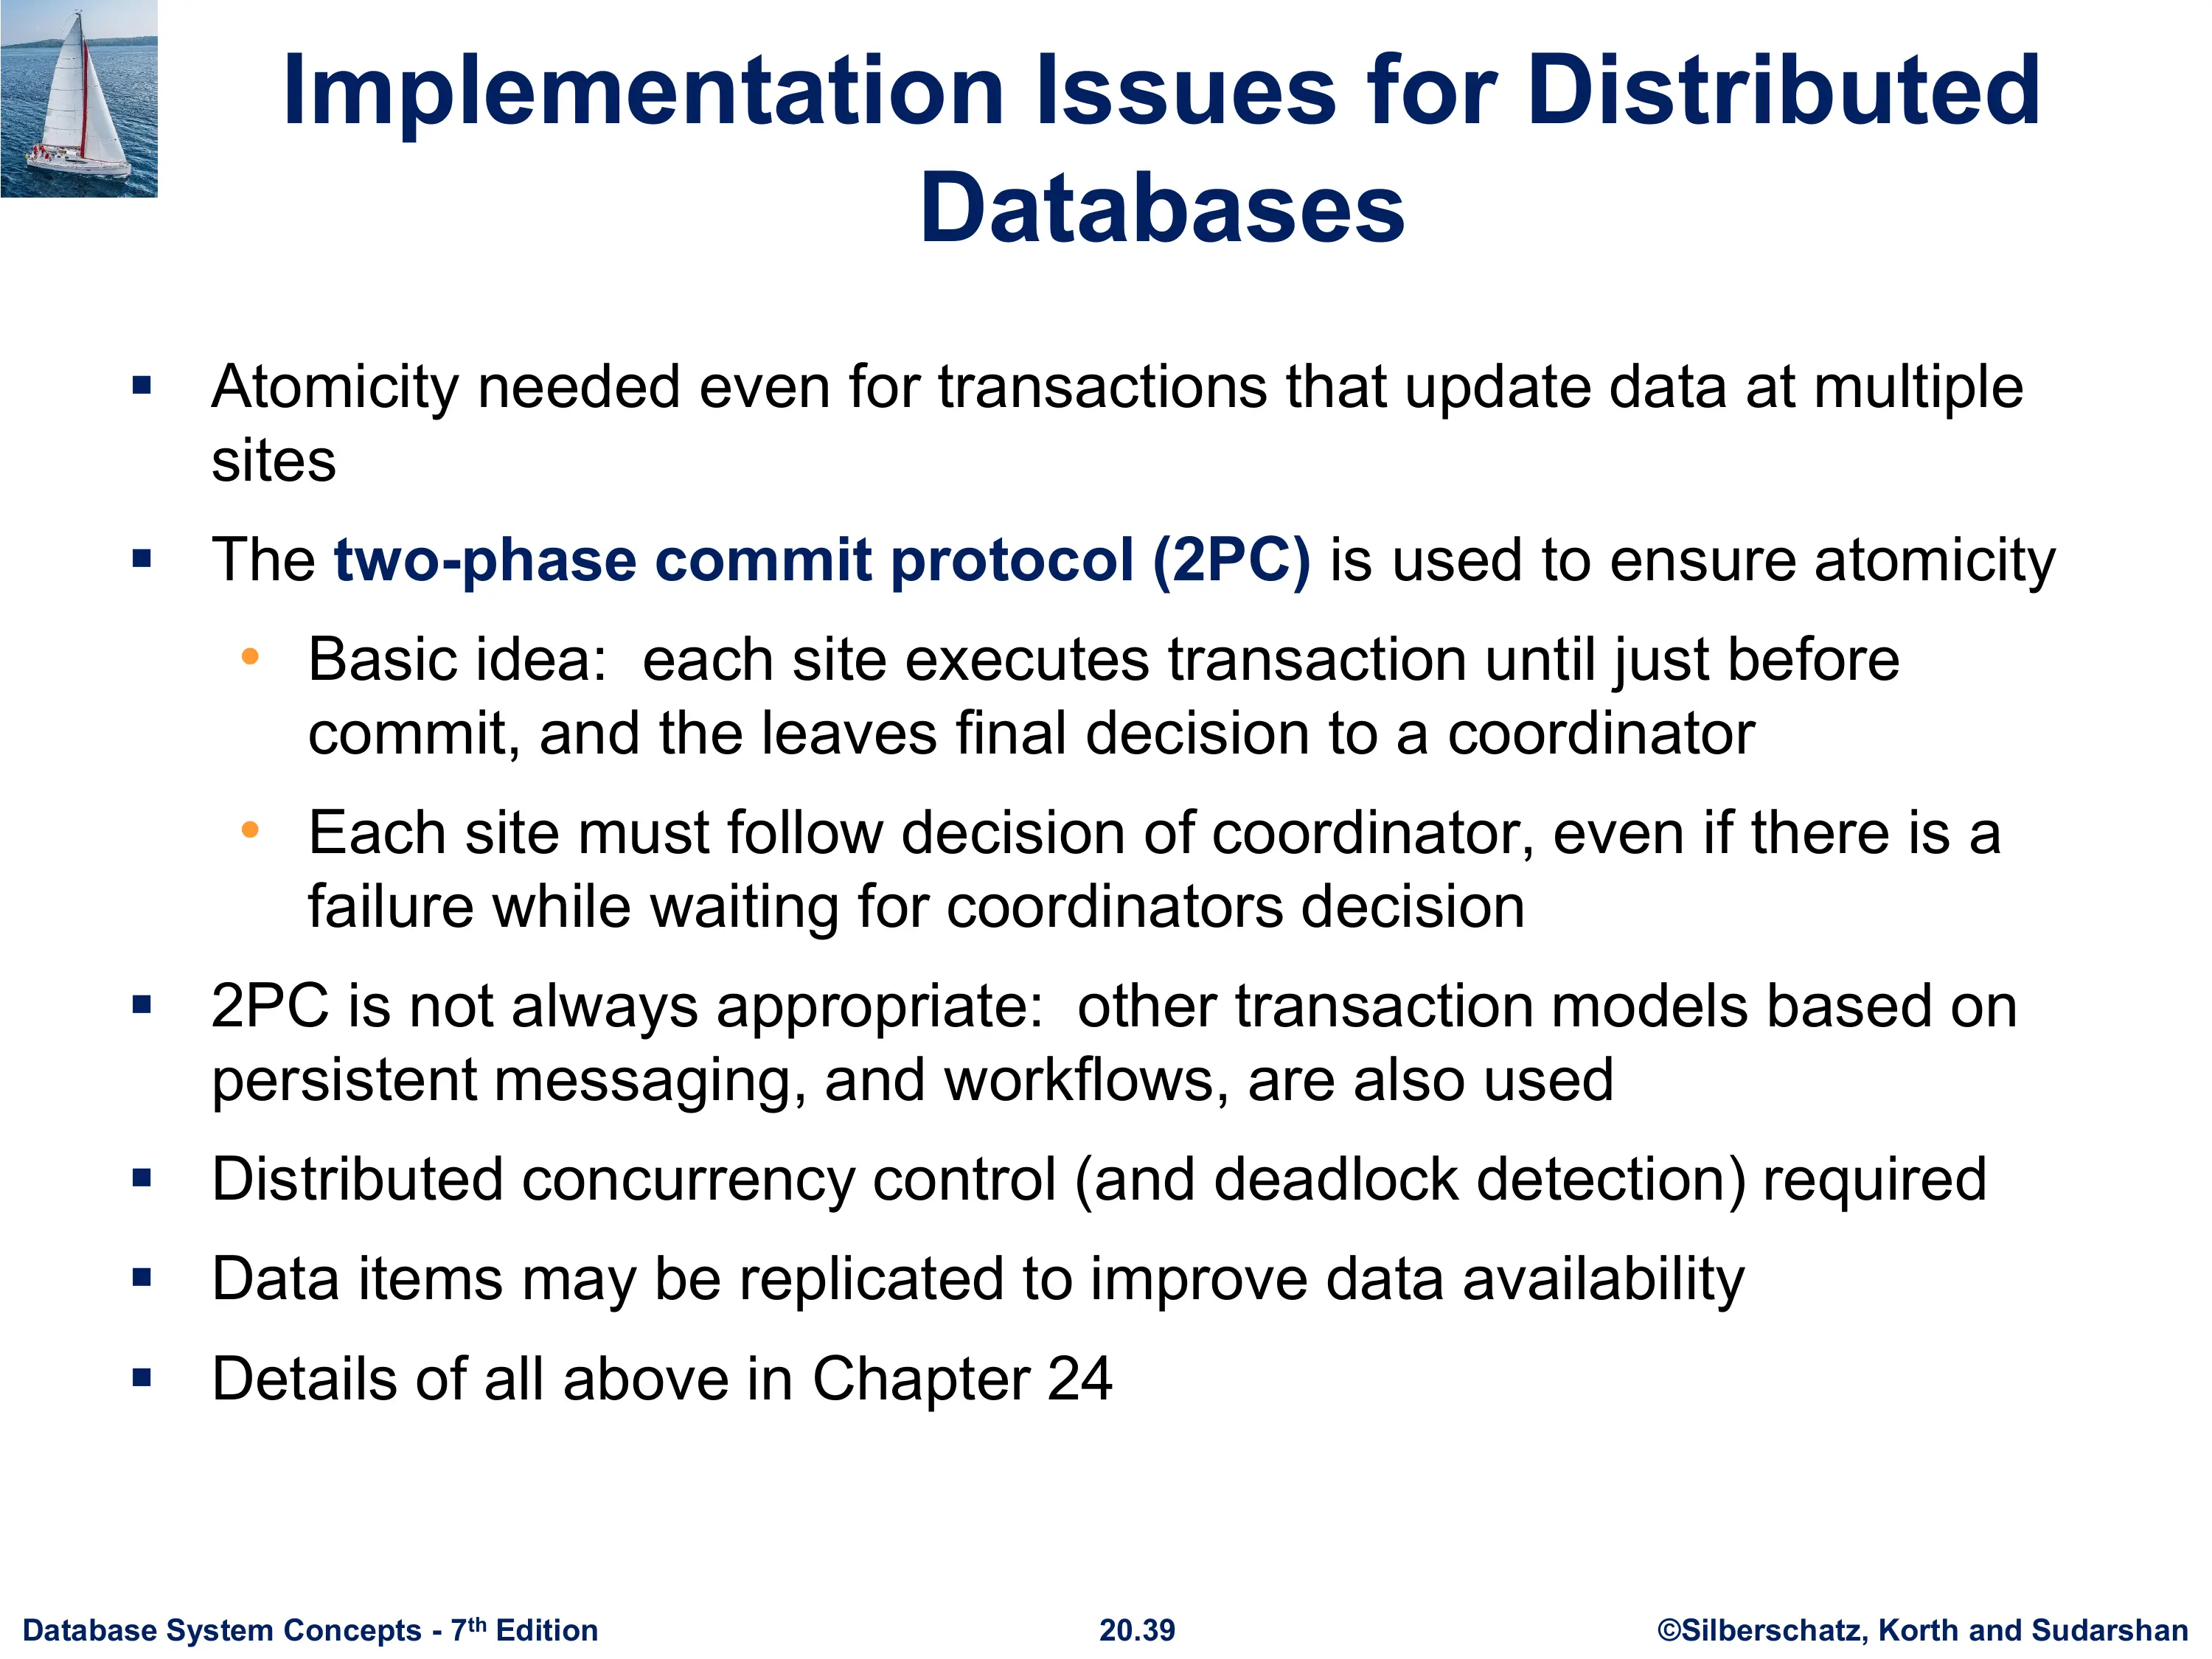 Implementation Issues for Distributed
Databases
▪ Atomicity needed even for transactions that update data at multiple
sites
▪ The two-phase commit protocol (2PC) is used to ensure atomicity
• Basic idea:  each site executes transaction until just before
commit, and the leaves final decision to a coordinator
• Each site must follow decision of coordinator, even if there is a
failure while waiting for coordinators decision
▪ 2PC is not always appropriate:  other transaction models based on
persistent messaging, and workflows, are also used
▪ Distributed concurrency control (and deadlock detection) required
▪ Data items may be replicated to improve data availability
▪ Details of all above in Chapter 24
Database System Concepts - 7th Edition 20.39 ©Silberschatz, Korth and Sudarshan